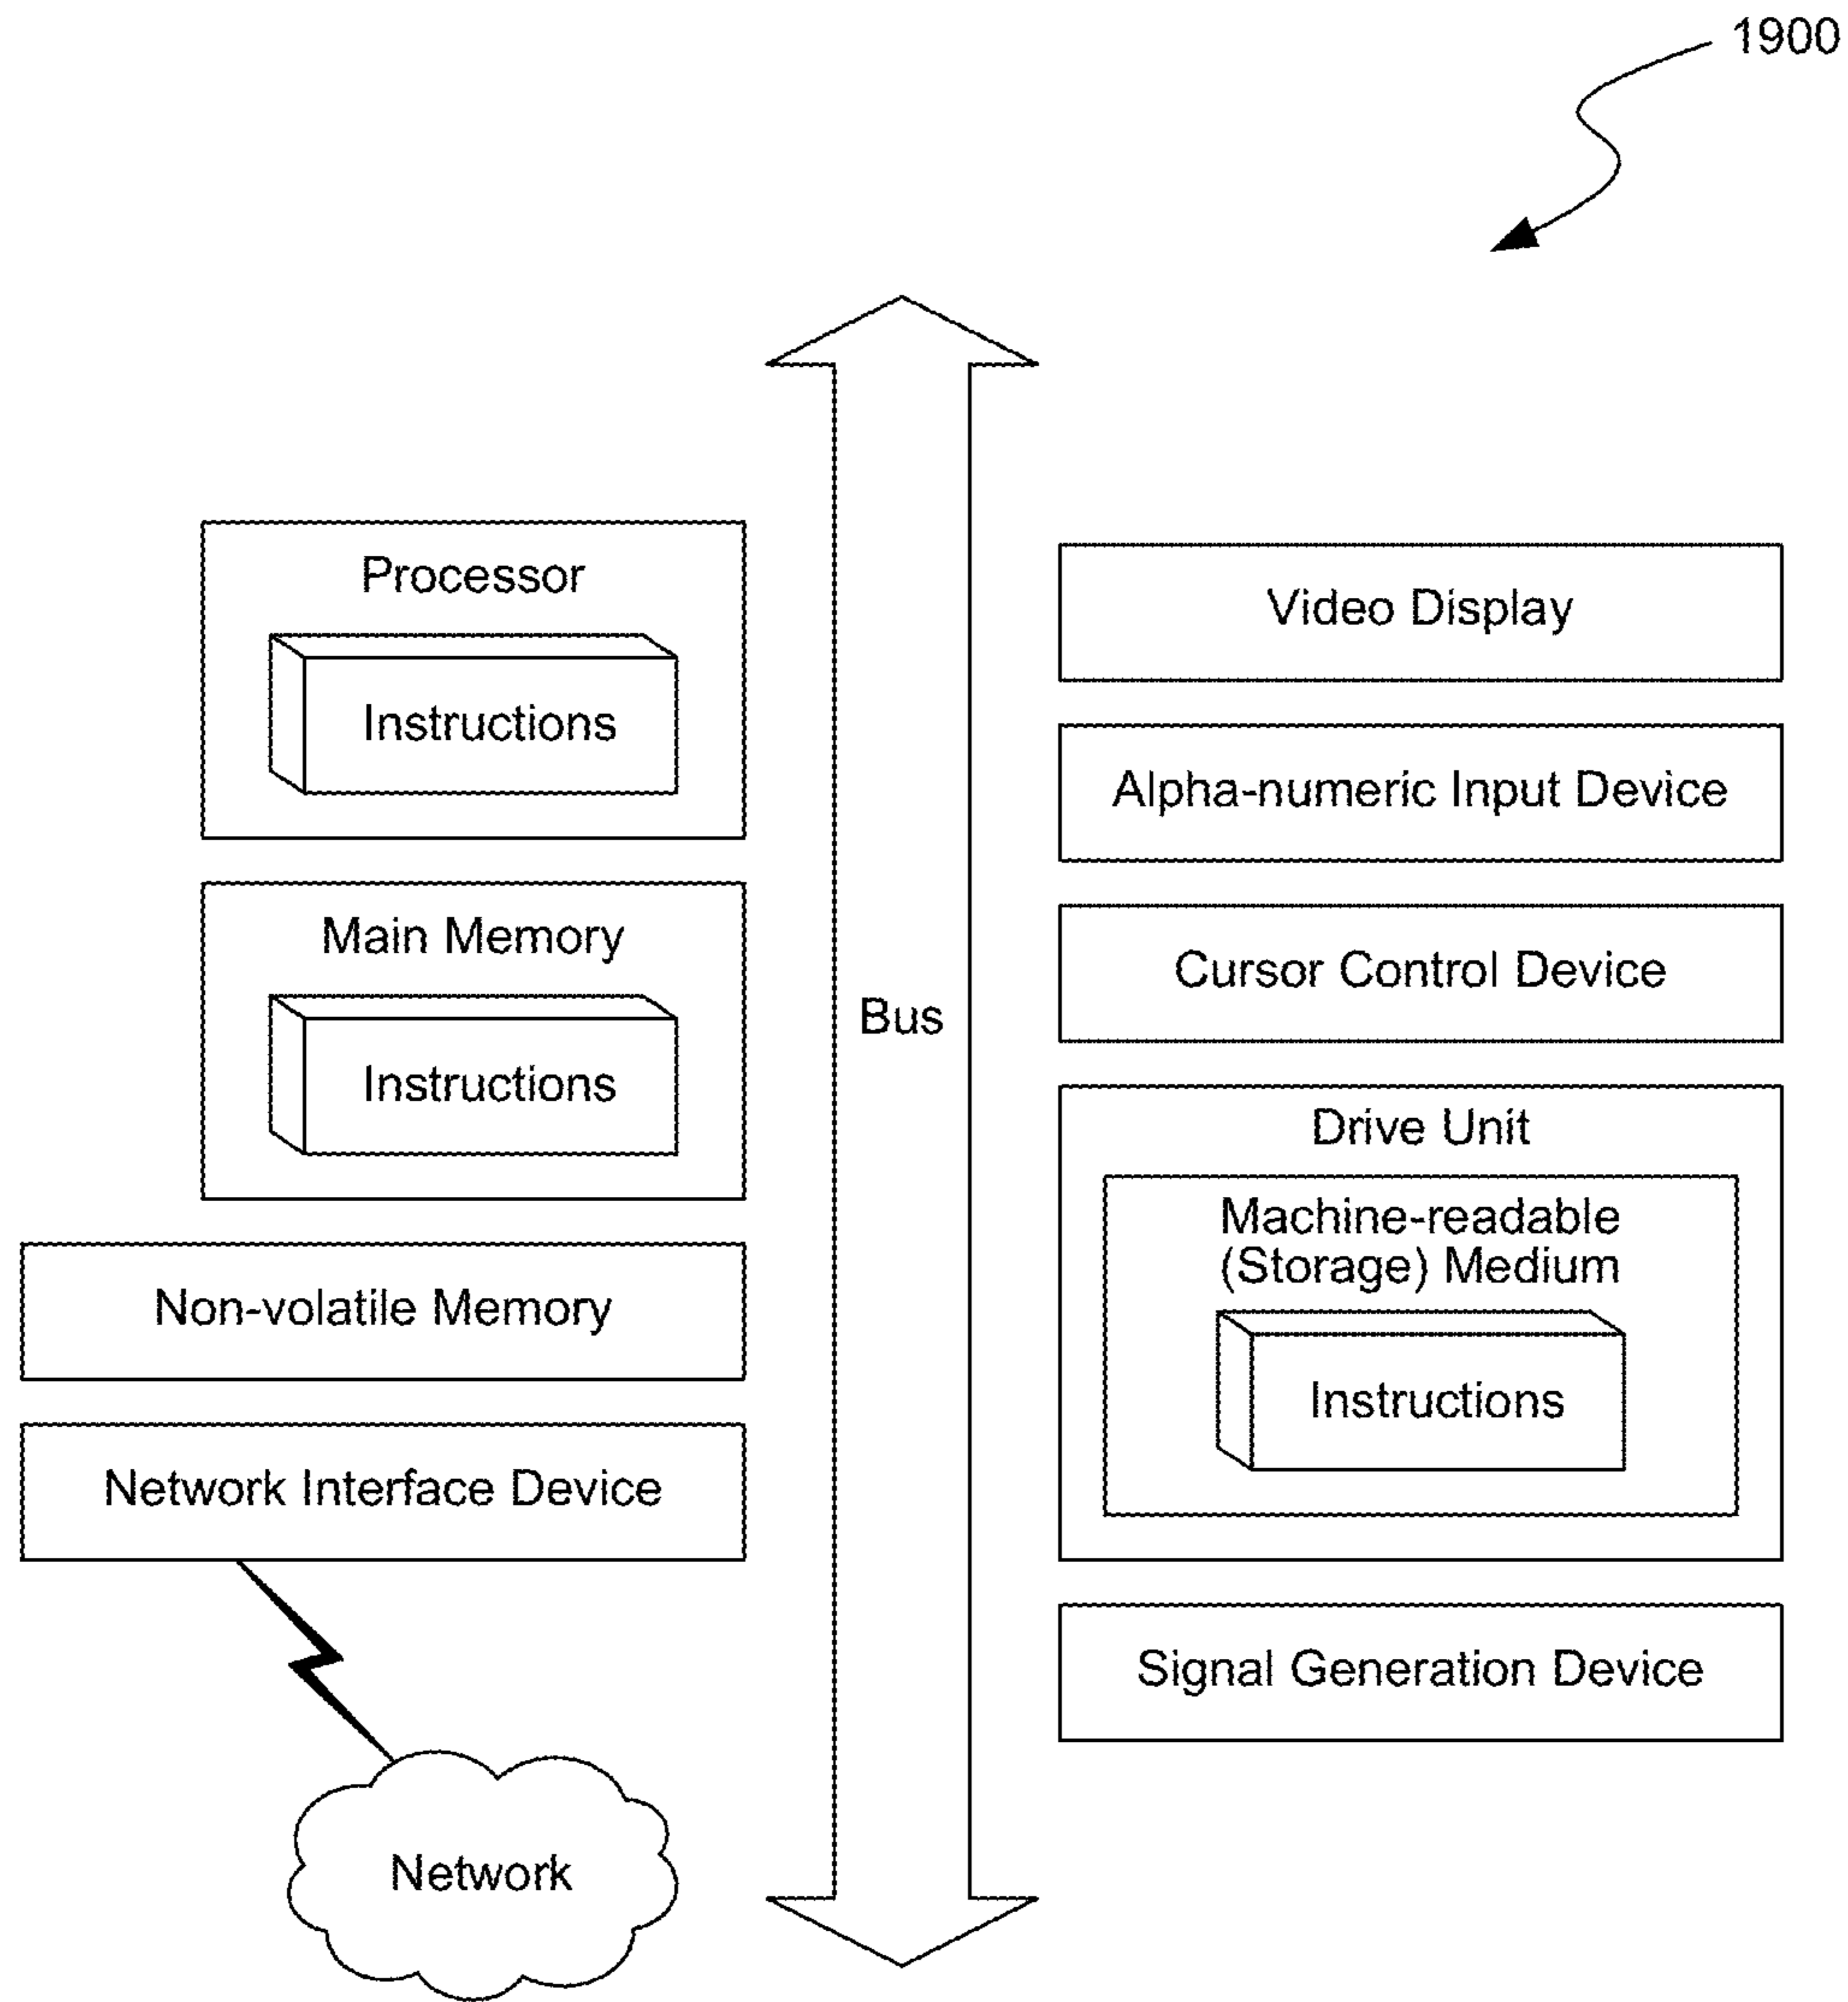 1900
Processor
Instructions
Main Memory
Instructions
Non-volatile Memory
Network Interface Device
Network
Bus
Video Display
Alpha-numeric Input Device
Cursor Control Device
Drive Unit
Machine-readable
(Storage) Medium
Instructions
Signal Generation Device